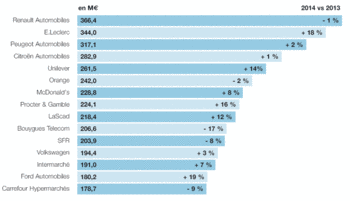 en M€ 2014 vs 2013
Renault Automobiles 366,4 - 1 %
E.Leclerc 344,0 + 18 %
Peugeot Automobiles 317,1 + 2 %
Citroën Automobiles 282,9 + 1 %
Unilever 261,5 + 14%
Orange 242,0 - 2 %
McDonald's 228,8 + 8 %
Procter & Gamble 224,1 + 16 %
LaScad 218,4 + 12 %
Bouygues Telecom 206,6 - 17 %
SFR 203,9 - 8 %
Volkswagen 194,4 + 3 %
Intermarché 191,0 + 7 %
Ford Automobiles 180,2 + 19 %
Carrefour Hypermarchés 178,7 - 9 %